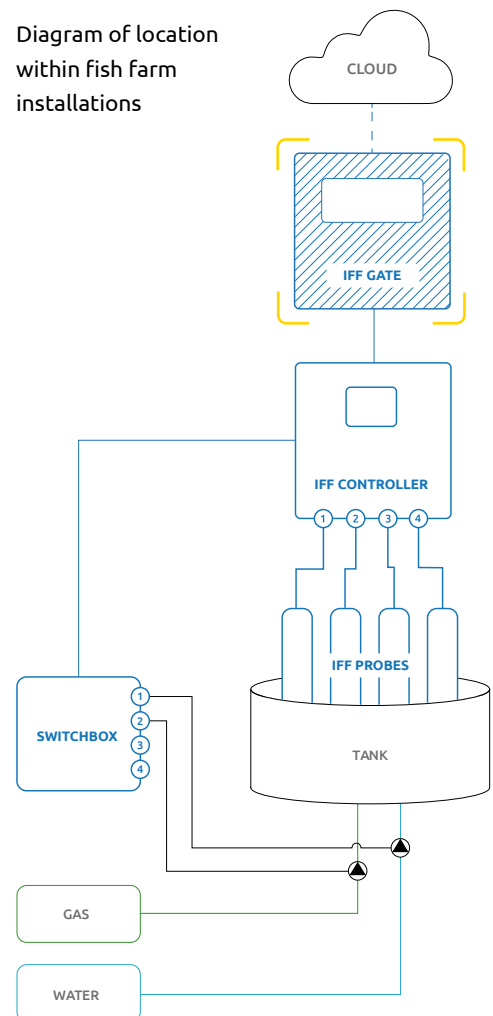 Diagram of location
within fish farm
installations
CLOUD
IFF GATE
IFF CONTROLLER
1 2 3 4
IFF PROBES
SWITCHBOX
1
2
3
4
TANK
GAS
WATER